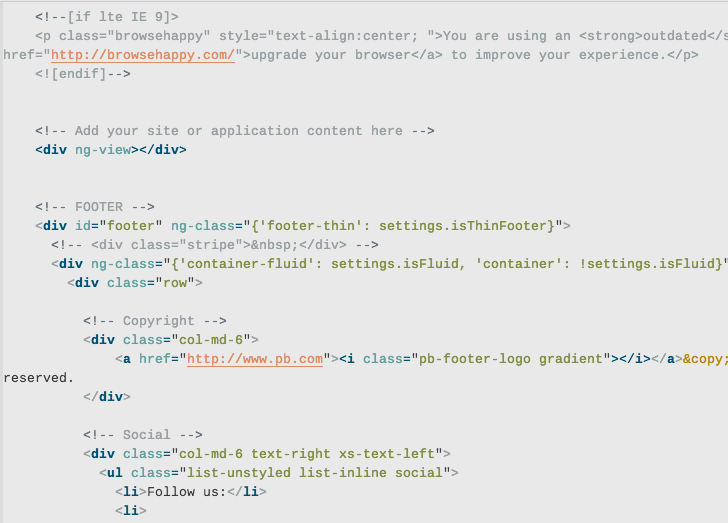 <!--[if lte IE 9]>
<p class="browsehappy" style="text-align:center; ">You are using an <strong>outdated</s
href="http://browsehappy.com/">upgrade your browser</a> to improve your experience.</p>
<![endif]-->
<!-- Add your site or application content here -->
<div ng-view></div>
<!-- FOOTER -->
<div id="footer" ng-class="{'footer-thin': settings.isThinFooter}">
<!-- <div class="stripe">&nbsp;</div> -->
<div ng-class="{'container-fluid': settings.isFluid, 'container': !settings.isFluid}"
<div class="row">
<!-- Copyright -->
<div class="col-md-6">
<a href="http://www.pb.com"><i class="pb-footer-logo gradient"></i></a>&copy;
reserved.
</div>
<!-- Social -->
<div class="col-md-6 text-right xs-text-left">
<ul class="list-unstyled list-inline social">
<li>Follow us:</li>
<li>